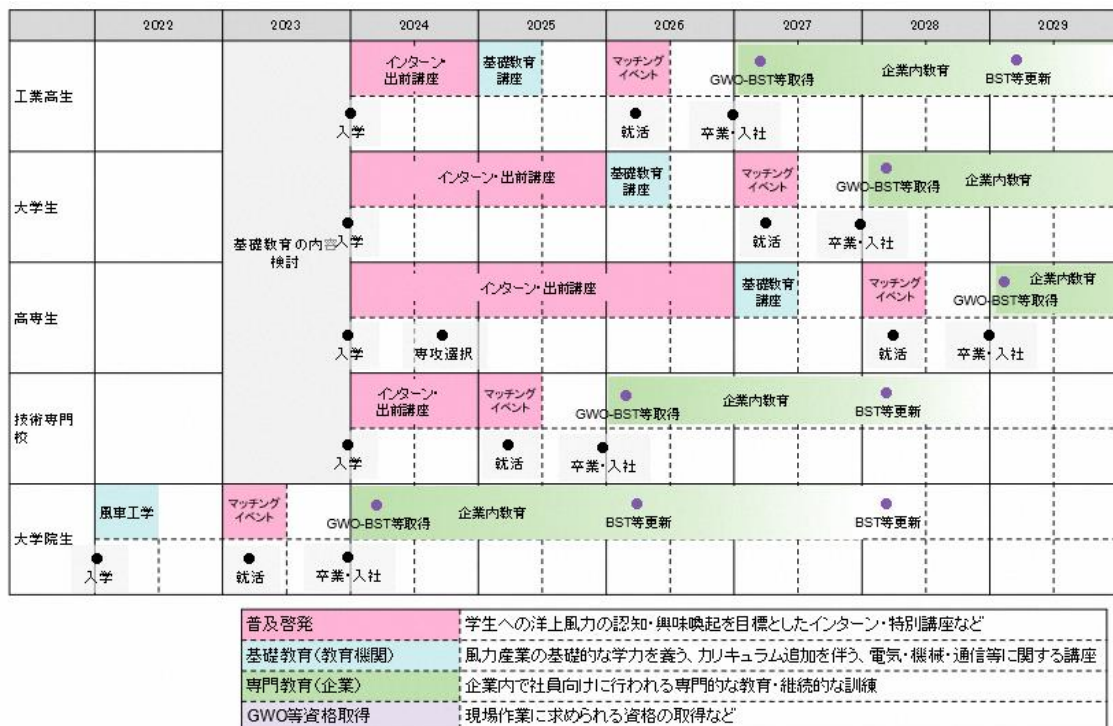 2022 2023 2024 2025 2026 2027 2028 2029
工業高生
インターン・
出前講座
基礎教育
講座
マッチング
イベント
GWO-BST等取得
企業内教育
BST等更新
入学
就活
卒業・入社
大学生
インターン・出前講座
基礎教育
講座
マッチング
イベント
GWO-BST等取得
企業内教育
入学
就活
卒業・入社
基礎教育の内容
検討
高専生
インターン・出前講座
基礎教育
講座
マッチング
イベント
GWO-BST等取得
企業内教育
入学
専攻選択
就活
卒業・入社
技術専門
校
インターン・
出前講座
マッチング
イベント
GWO-BST等取得
企業内教育
BST等更新
入学
就活
卒業・入社
大学院生
風車工学
マッチング
イベント
GWO-BST等取得
企業内教育
BST等更新
BST等更新
入学
就活
卒業・入社
普及啓発 学生への洋上風力の認知・興味喚起を目標としたインターン・特別講座など
基礎教育(教育機関) 風力産業の基礎的な学力を養う、カリキュラム追加を伴う、電気・機械・通信等に関する講座
専門教育(企業) 企業内で社員向けに行われる専門的な教育・継続的な訓練
GWO等資格取得 現場作業に求められる資格の取得など